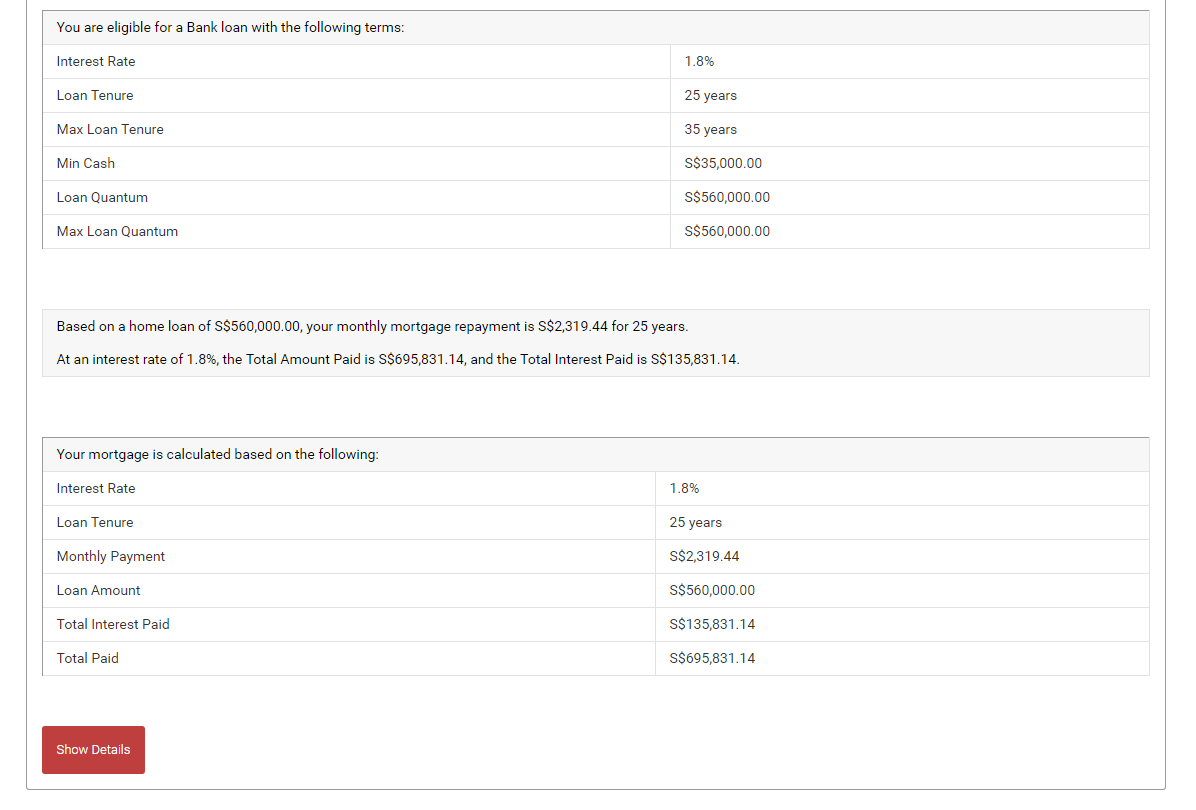 You are eligible for a Bank loan with the following terms:
Interest Rate 1.8%
Loan Tenure 25 years
Max Loan Tenure 35 years
Min Cash S$35,000.00
Loan Quantum S$560,000.00
Max Loan Quantum S$560,000.00
Based on a home loan of S$560,000.00, your monthly mortgage repayment is S$2,319.44 for 25 years.
At an interest rate of 1.8%, the Total Amount Paid is S$695,831.14, and the Total Interest Paid is S$135,831.14.
Your mortgage is calculated based on the following:
Interest Rate 1.8%
Loan Tenure 25 years
Monthly Payment S$2,319.44
Loan Amount S$560,000.00
Total Interest Paid S$135,831.14
Total Paid S$695,831.14
Show Details